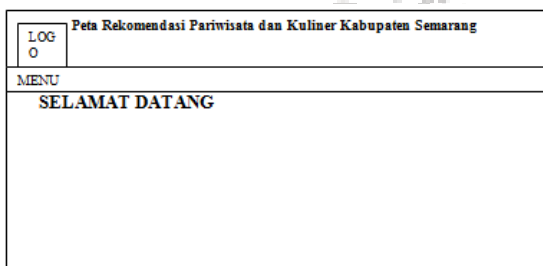 Peta Rekomendasi Pariwisata dan Kuliner Kabupaten Semarang
LOG
O
MENU
SELAMAT DATANG